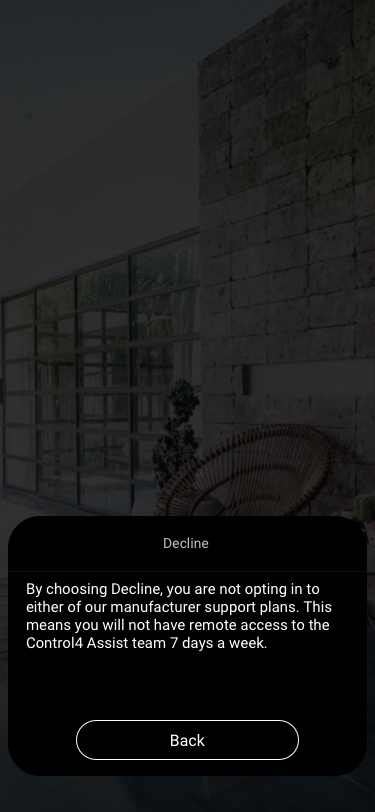 Decline
By choosing Decline, you are not opting in to
either of our manufacturer support plans. This
means you will not have remote access to the
Control4 Assist team 7 days a week.
Back